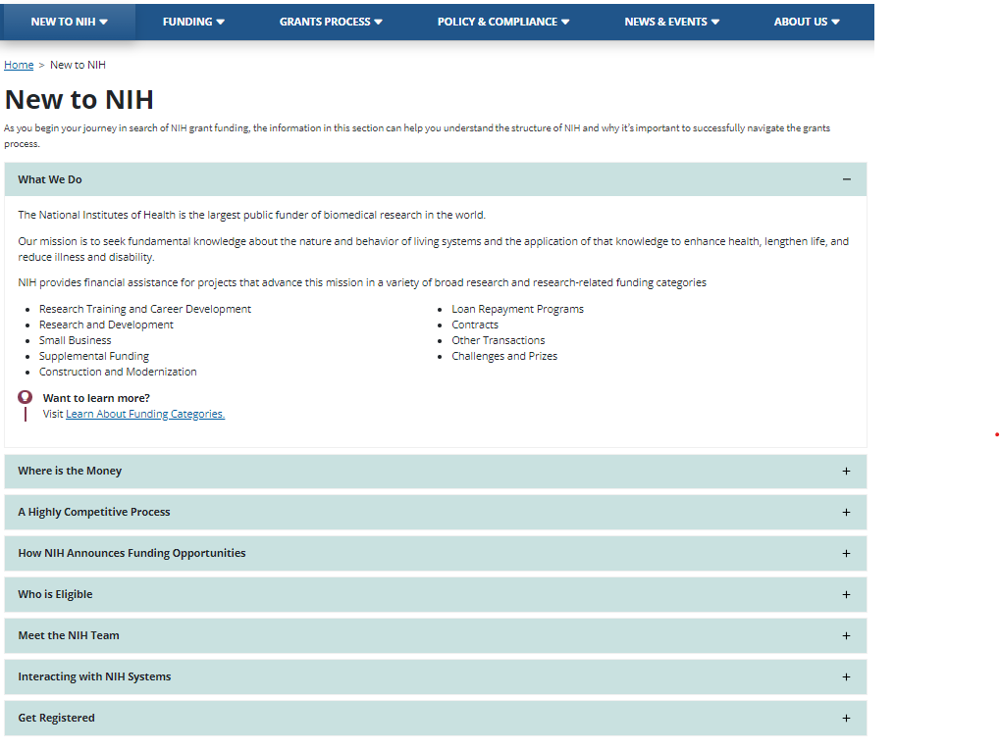 NEW TO NIH FUNDING GRANTS PROCESS POLICY & COMPLIANCE NEWS & EVENTS ABOUT US
Home > New to NIH
New to NIH
As you begin your journey in search of NIH grant funding, the information in this section can help you understand the structure of NIH and why it's important to successfully navigate the grants
process.
What We Do
The National Institutes of Health is the largest public funder of biomedical research in the world.
Our mission is to seek fundamental knowledge about the nature and behavior of living systems and the application of that knowledge to enhance health, lengthen life, and
reduce illness and disability.
NIH provides financial assistance for projects that advance this mission in a variety of broad research and research-related funding categories
Research Training and Career Development
Research and Development
Small Business
Supplemental Funding
Construction and Modernization
Loan Repayment Programs
Contracts
Other Transactions
Challenges and Prizes
Want to learn more?
Visit Learn About Funding Categories.
Where is the Money
A Highly Competitive Process
How NIH Announces Funding Opportunities
Who is Eligible
Meet the NIH Team
Interacting with NIH Systems
Get Registered